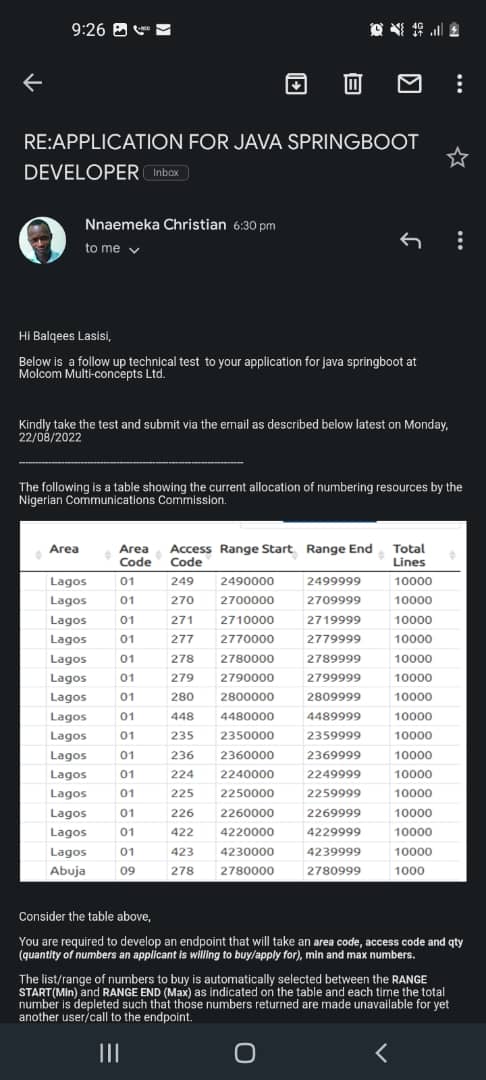 9:26
4G
RE:APPLICATION FOR JAVA SPRINGBOOT
DEVELOPER Inbox
Nnaemeka Christian 6:30 pm
to me
Hi Balqees Lasisi,
Below is a follow up technical test to your application for java springboot at
Molcom Multi-concepts Ltd.
Kindly take the test and submit via the email as described below latest on Monday,
22/08/2022
The following is a table showing the current allocation of numbering resources by the
Nigerian Communications Commission.
Area Area Code Access Code Range Start Range End Total Lines
Lagos 01 249 2490000 2499999 10000
Lagos 01 270 2700000 2709999 10000
Lagos 01 271 2710000 2719999 10000
Lagos 01 277 2770000 2779999 10000
Lagos 01 278 2780000 2789999 10000
Lagos 01 279 2790000 2799999 10000
Lagos 01 280 2800000 2809999 10000
Lagos 01 448 4480000 4489999 10000
Lagos 01 235 2350000 2359999 10000
Lagos 01 236 2360000 2369999 10000
Lagos 01 224 2240000 2249999 10000
Lagos 01 225 2250000 2259999 10000
Lagos 01 226 2260000 2269999 10000
Lagos 01 422 4220000 4229999 10000
Lagos 01 423 4230000 4239999 10000
Abuja 09 278 2780000 2780999 1000
Consider the table above,
You are required to develop an endpoint that will take an area code, access code and qty
(quantity of numbers an applicant is willing to buy/apply for), min and max numbers.
The list/range of numbers to buy is automatically selected between the RANGE
START(Min) and RANGE END (Max) as indicated on the table and each time the total
number is depleted such that those numbers returned are made unavailable for yet
another user/call to the endpoint.